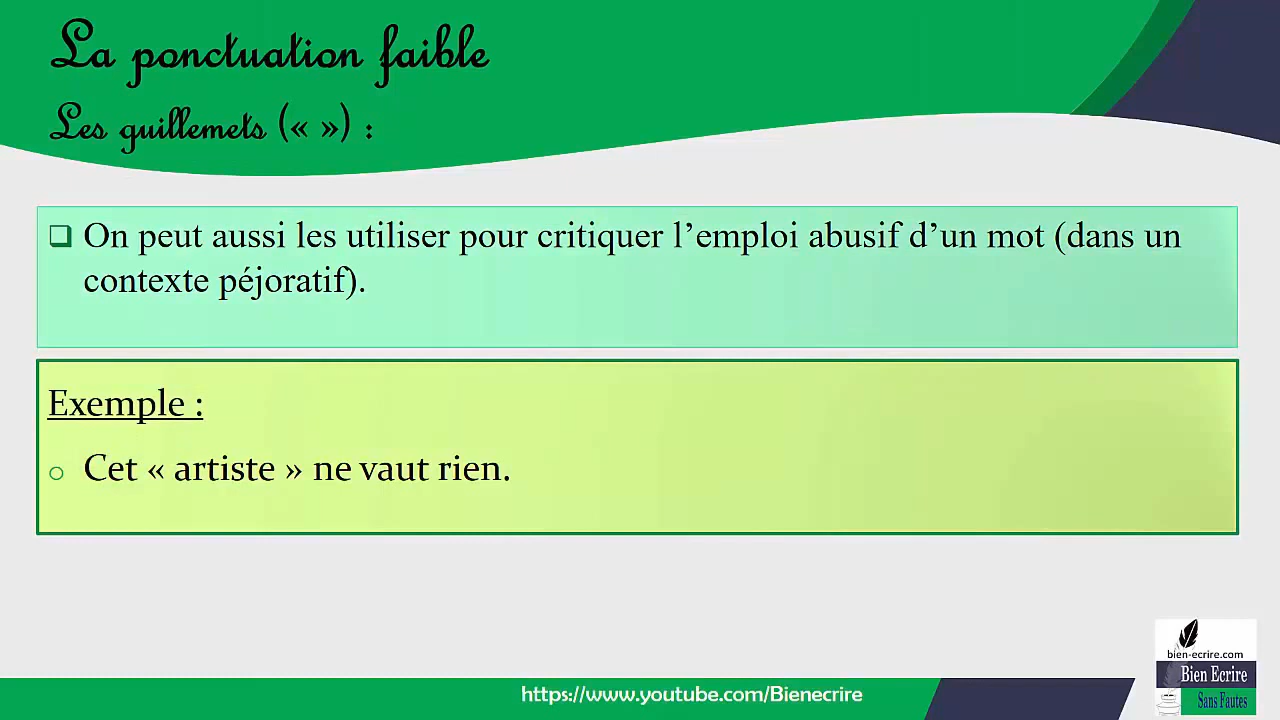 La ponctuation faible
Les guillemets (« ») :
On peut aussi les utiliser pour critiquer l’emploi abusif d’un mot (dans un
contexte péjoratif).
Exemple :
Cet « artiste » ne vaut rien.
bien-ecrire.com
Bien Ecrire
Sans Fautes
https://www.youtube.com/Bienecrire